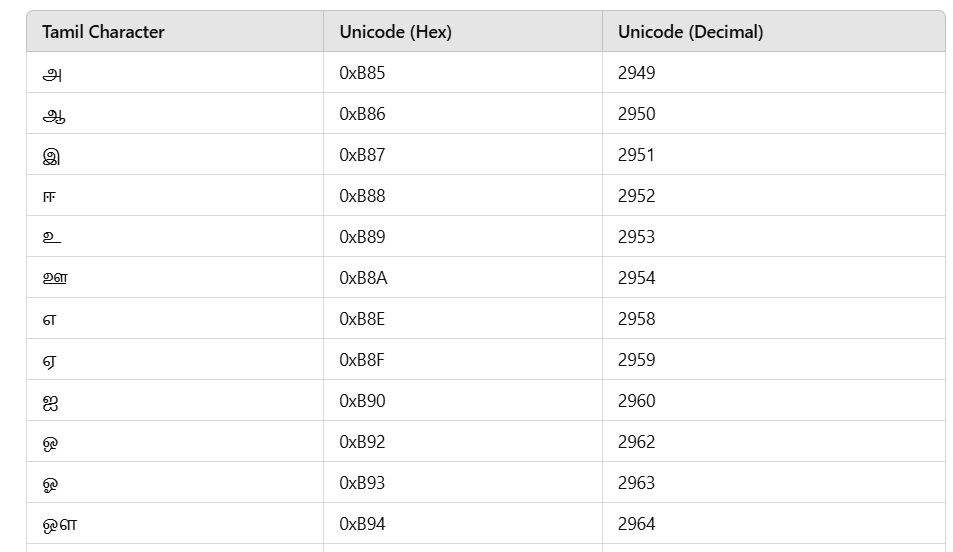 Tamil Character Unicode (Hex) Unicode (Decimal)
அ 0xB85 2949
ஆ 0xB86 2950
இ 0xB87 2951
ஈ 0xB88 2952
உ 0xB89 2953
ஊ 0xB8A 2954
எ 0xB8E 2958
ஏ 0xB8F 2959
ஐ 0xB90 2960
ஒ 0xB92 2962
ஓ 0xB93 2963
ஔ 0xB94 2964